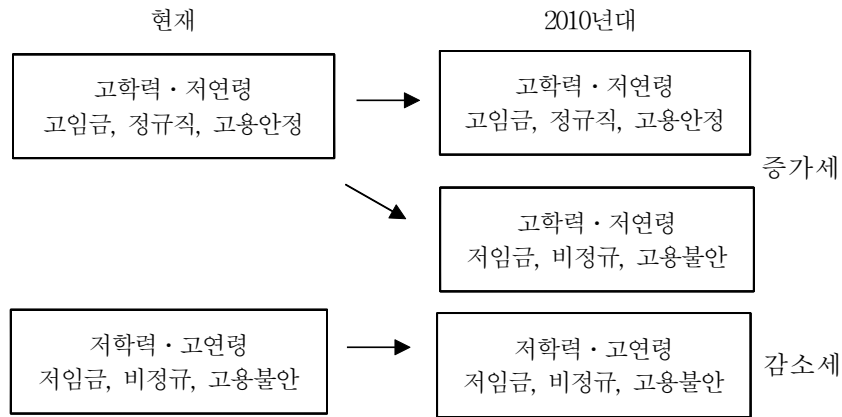 현재
2010년대
고학력・저연령
고임금, 정규직, 고용안정
고학력・저연령
고임금, 정규직, 고용안정
증가세
고학력・저연령
저임금, 비정규, 고용불안
저학력・고연령
저임금, 비정규, 고용불안
저학력・고연령
저임금, 비정규, 고용불안
감소세